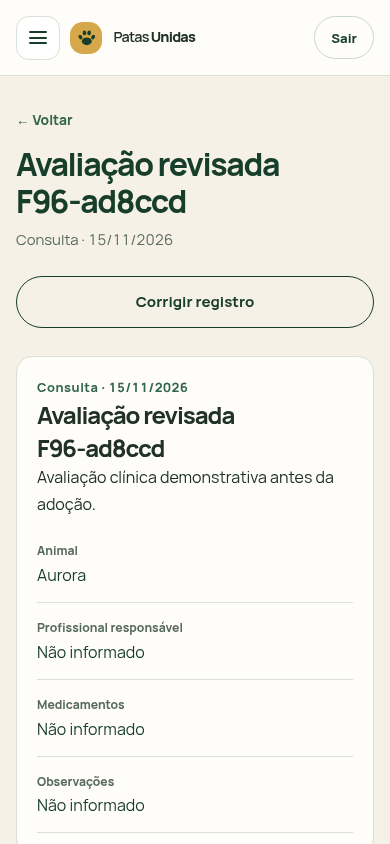 Patas Unidas
Sair
← Voltar
Avaliação revisada
F96-ad8ccd
Consulta · 15/11/2026
Corrigir registro
Consulta · 15/11/2026
Avaliação revisada
F96-ad8ccd
Avaliação clínica demonstrativa antes da
adoção.
Animal
Aurora
Profissional responsável
Não informado
Medicamentos
Não informado
Observações
Não informado